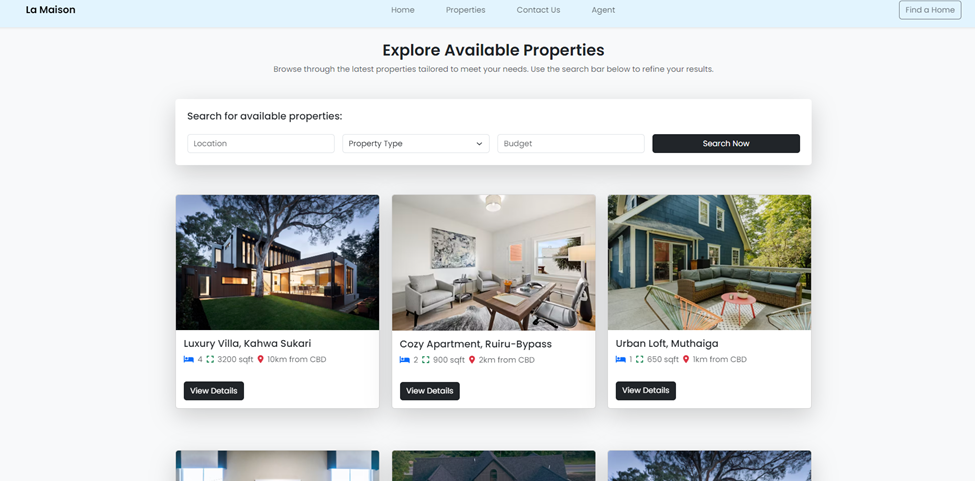 La Maison
Home Properties Contact Us Agent
Find a Home
Explore Available Properties
Browse through the latest properties tailored to meet your needs. Use the search bar below to refine your results.
Search for available properties:
Location
Property Type
Budget
Search Now
Luxury Villa, Kahwa Sukari
4 3200 sqft 10km from CBD
View Details
Cozy Apartment, Ruiru-Bypass
2 900 sqft 2km from CBD
View Details
Urban Loft, Muthaiga
1 650 sqft 1km from CBD
View Details